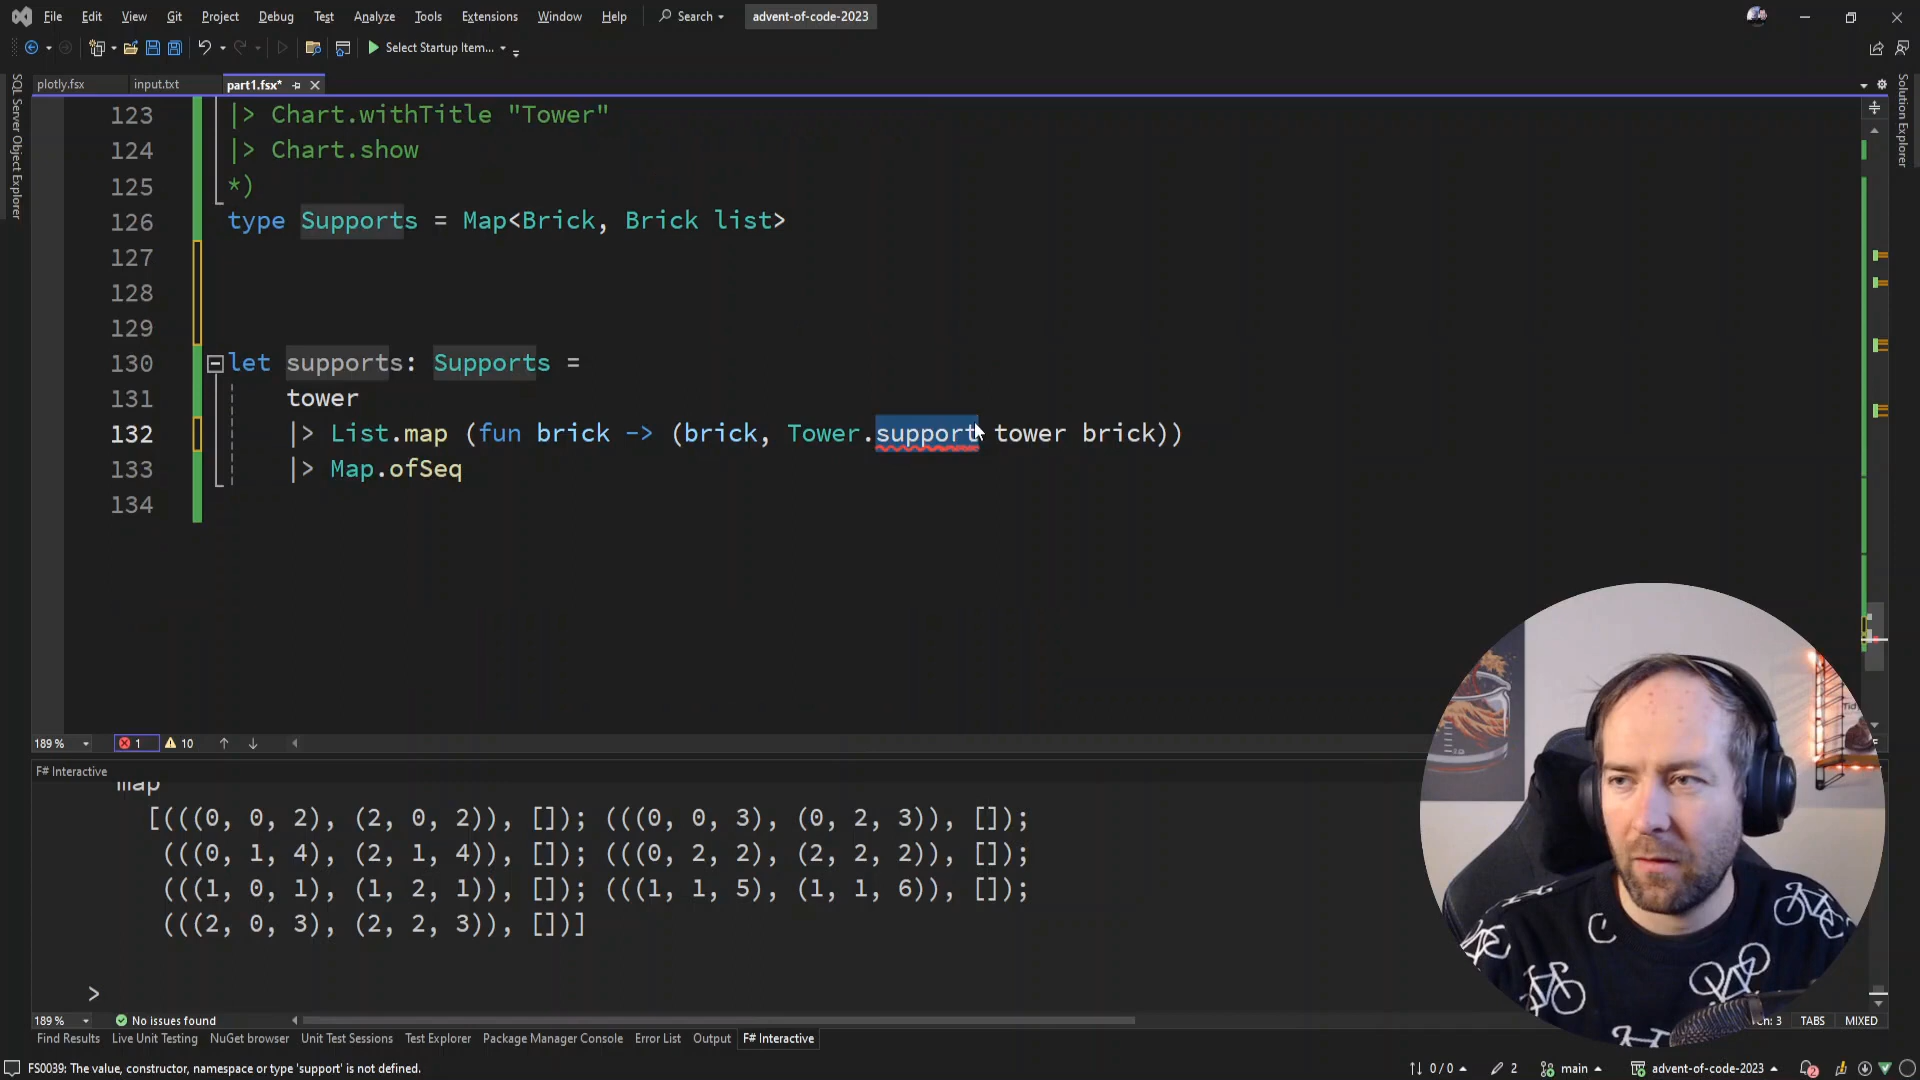 File Edit View Git Project Debug Test Analyze Tools Extensions Window Help Search advent-of-code-2023
Select Startup Item...
plotly.fsx input.txt part1.fsx*
SQL Server Object Explorer
Solution Explorer
123 |> Chart.withTitle "Tower"
124 |> Chart.show
125 *)
126 type Supports = Map<Brick, Brick list>
127
128
129
130 let supports: Supports =
131 tower
132 |> List.map (fun brick -> (brick, Tower.support tower brick))
133 |> Map.ofSeq
134
189 % 1 10
F# Interactive
map
[(((0, 0, 2), (2, 0, 2)), []); (((0, 0, 3), (0, 2, 3)), []);
(((0, 1, 4), (2, 1, 4)), []); (((0, 2, 2), (2, 2, 2)), []);
(((1, 0, 1), (1, 2, 1)), []); (((1, 1, 5), (1, 1, 6)), []);
(((2, 0, 3), (2, 2, 3)), [])]
>
189 % No issues found TABS MIXED
Find Results Live Unit Testing NuGet browser Unit Test Sessions Test Explorer Package Manager Console Error List Output F# Interactive
FS0039: The value, constructor, namespace or type 'support' is not defined. 0 / 0 2 main advent-of-code-2023 2